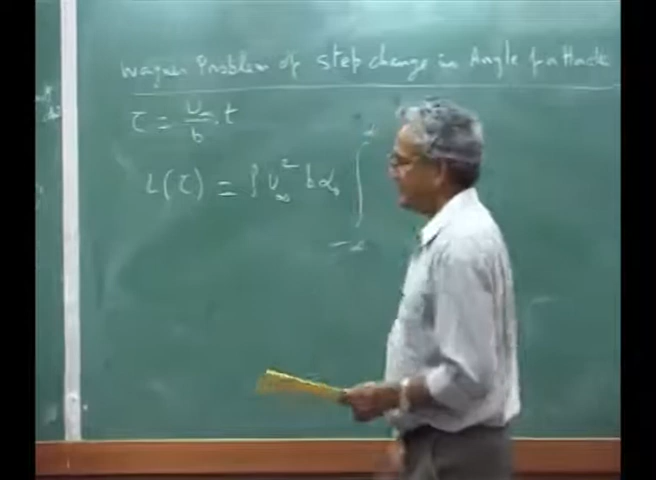 Wagner Problem of step change in Angle of Attack
τ = U∞/b . t
L(τ) = ρ U∞² b α₀ ∫_{-∞}^{∞}